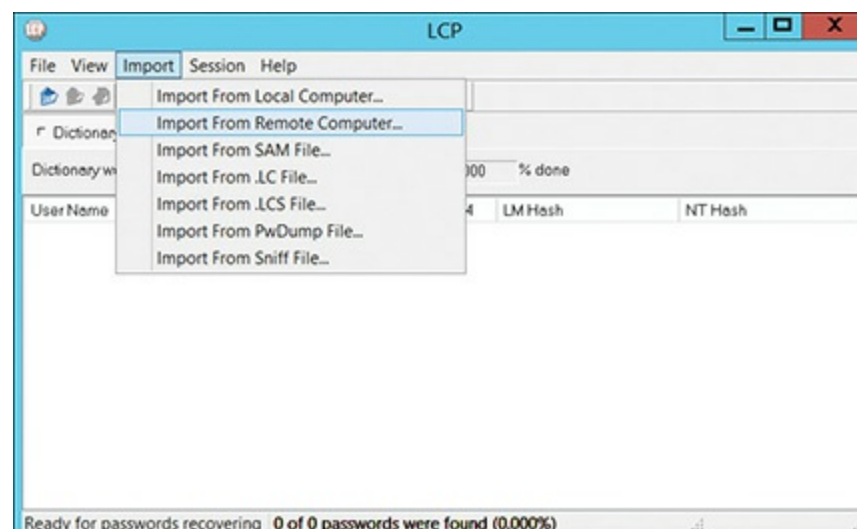 LCP
File View Import Session Help
Import From Local Computer...
Import From Remote Computer...
Import From SAM File...
Import From .LC File...
Import From .LCS File...
Import From PwDump File...
Import From Sniff File...
Dictionary
Dictionary
% done
User Name LM Hash NT Hash
Ready for passwords recovering 0 of 0 passwords were found (0.000%)